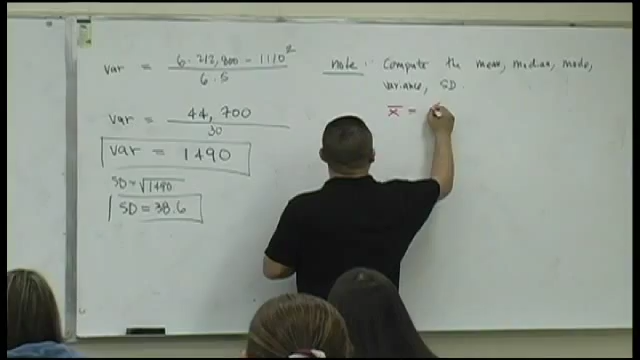 var = 6 · 212,800 - 1110²
6 · 5
var = 44,700
30
var = 1490
SD = √1490
SD = 38.6
note: Compute the mean, median, mode,
variance, SD.
x̄ =